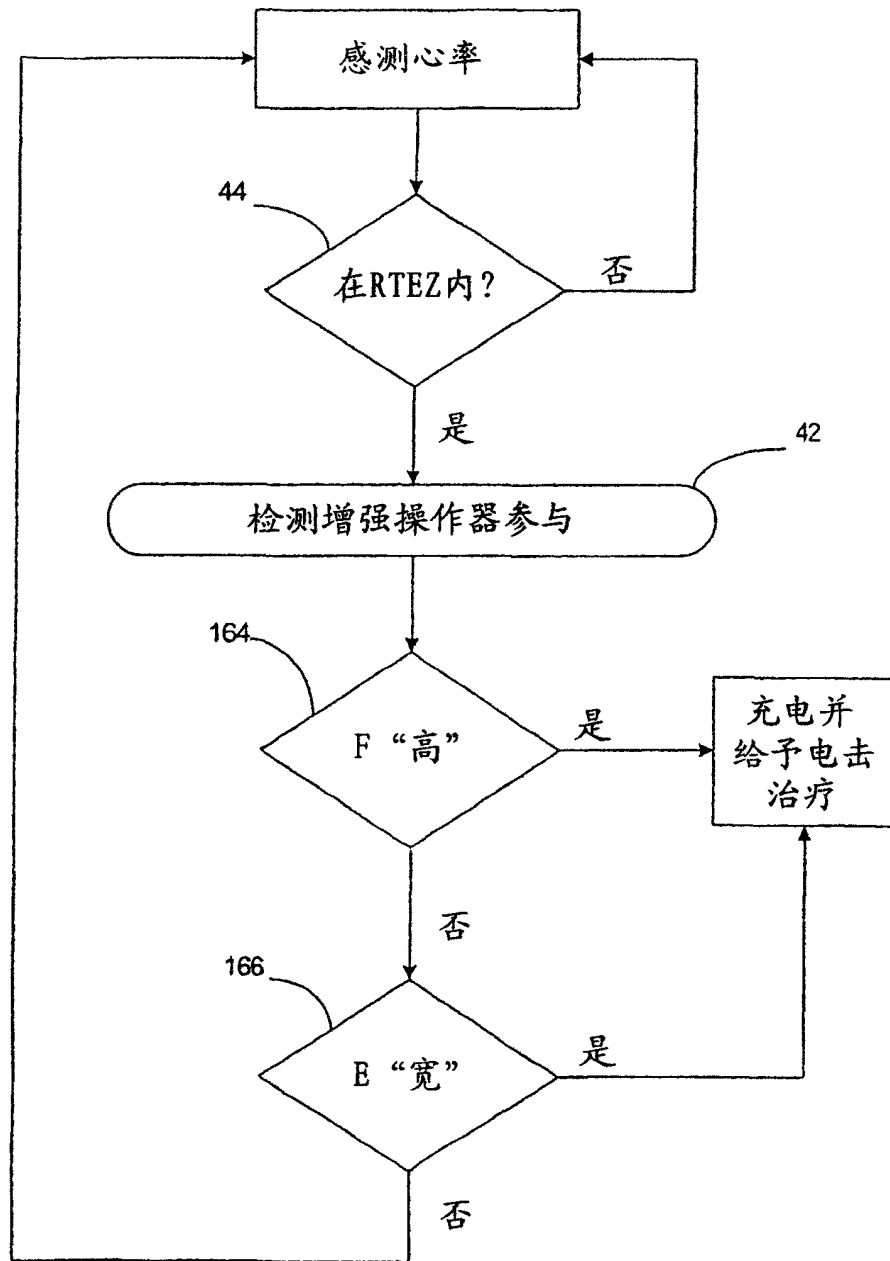 感测心率
44
在RTEZ内?
否
是
42
检测增强操作器参与
164
F “高”
是
充电并
给予电击
治疗
否
166
E “宽”
是
否